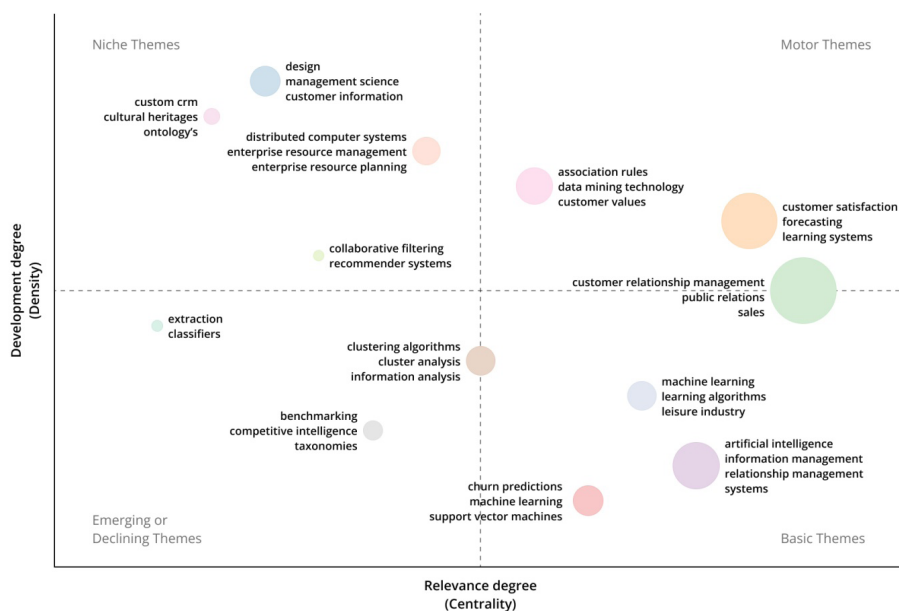 Niche Themes
Motor Themes
design
management science
customer information
custom crm
cultural heritages
ontology's
distributed computer systems
enterprise resource management
enterprise resource planning
association rules
data mining technology
customer values
customer satisfaction
forecasting
learning systems
collaborative filtering
recommender systems
customer relationship management
public relations
sales
extraction
classifiers
clustering algorithms
cluster analysis
information analysis
machine learning
learning algorithms
leisure industry
benchmarking
competitive intelligence
taxonomies
artificial intelligence
information management
relationship management
systems
churn predictions
machine learning
support vector machines
Emerging or
Declining Themes
Basic Themes
Development degree
(Density)
Relevance degree
(Centrality)